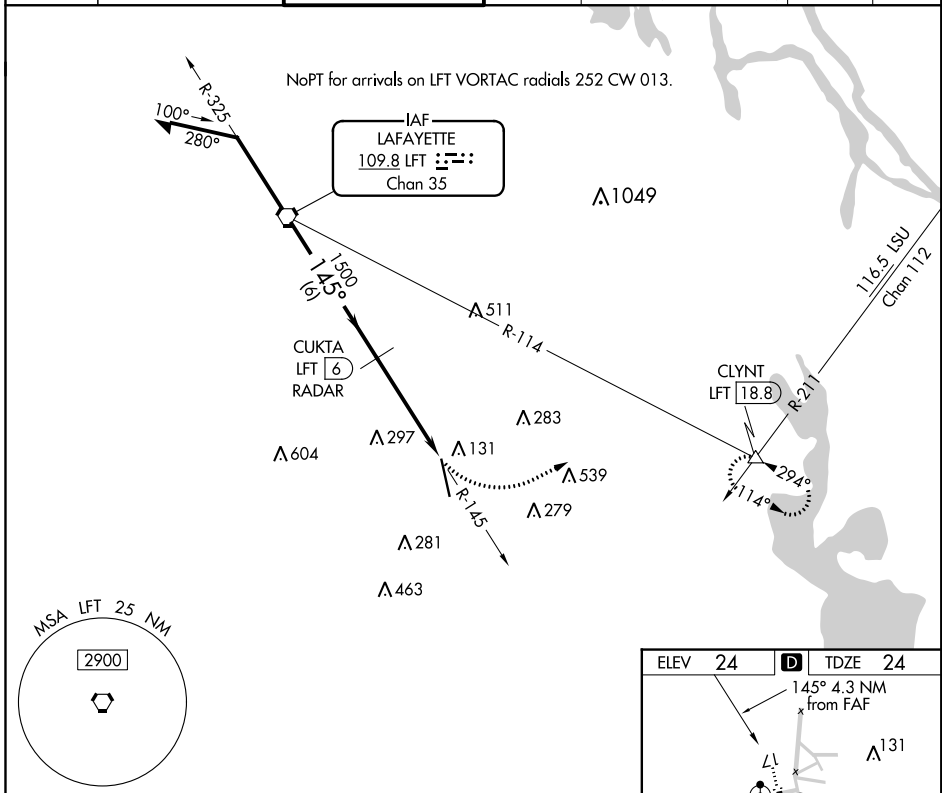 NoPT for arrivals on LFT VORTAC radials 252 CW 013.
R-325
100°
280°
IAF
LAFAYETTE
109.8 LFT
Chan 35
1049
116.5 LSU
Chan 112
1500
145°
(6)
511
R-114
CUKTA
LFT 6
RADAR
CLYNT
LFT 18.8
R-211
283
297
131
604
539
294°
114°
279
R-145
281
463
MSA LFT 25 NM
2900
ELEV 24 D TDZE 24
145° 4.3 NM
from FAF
131
17